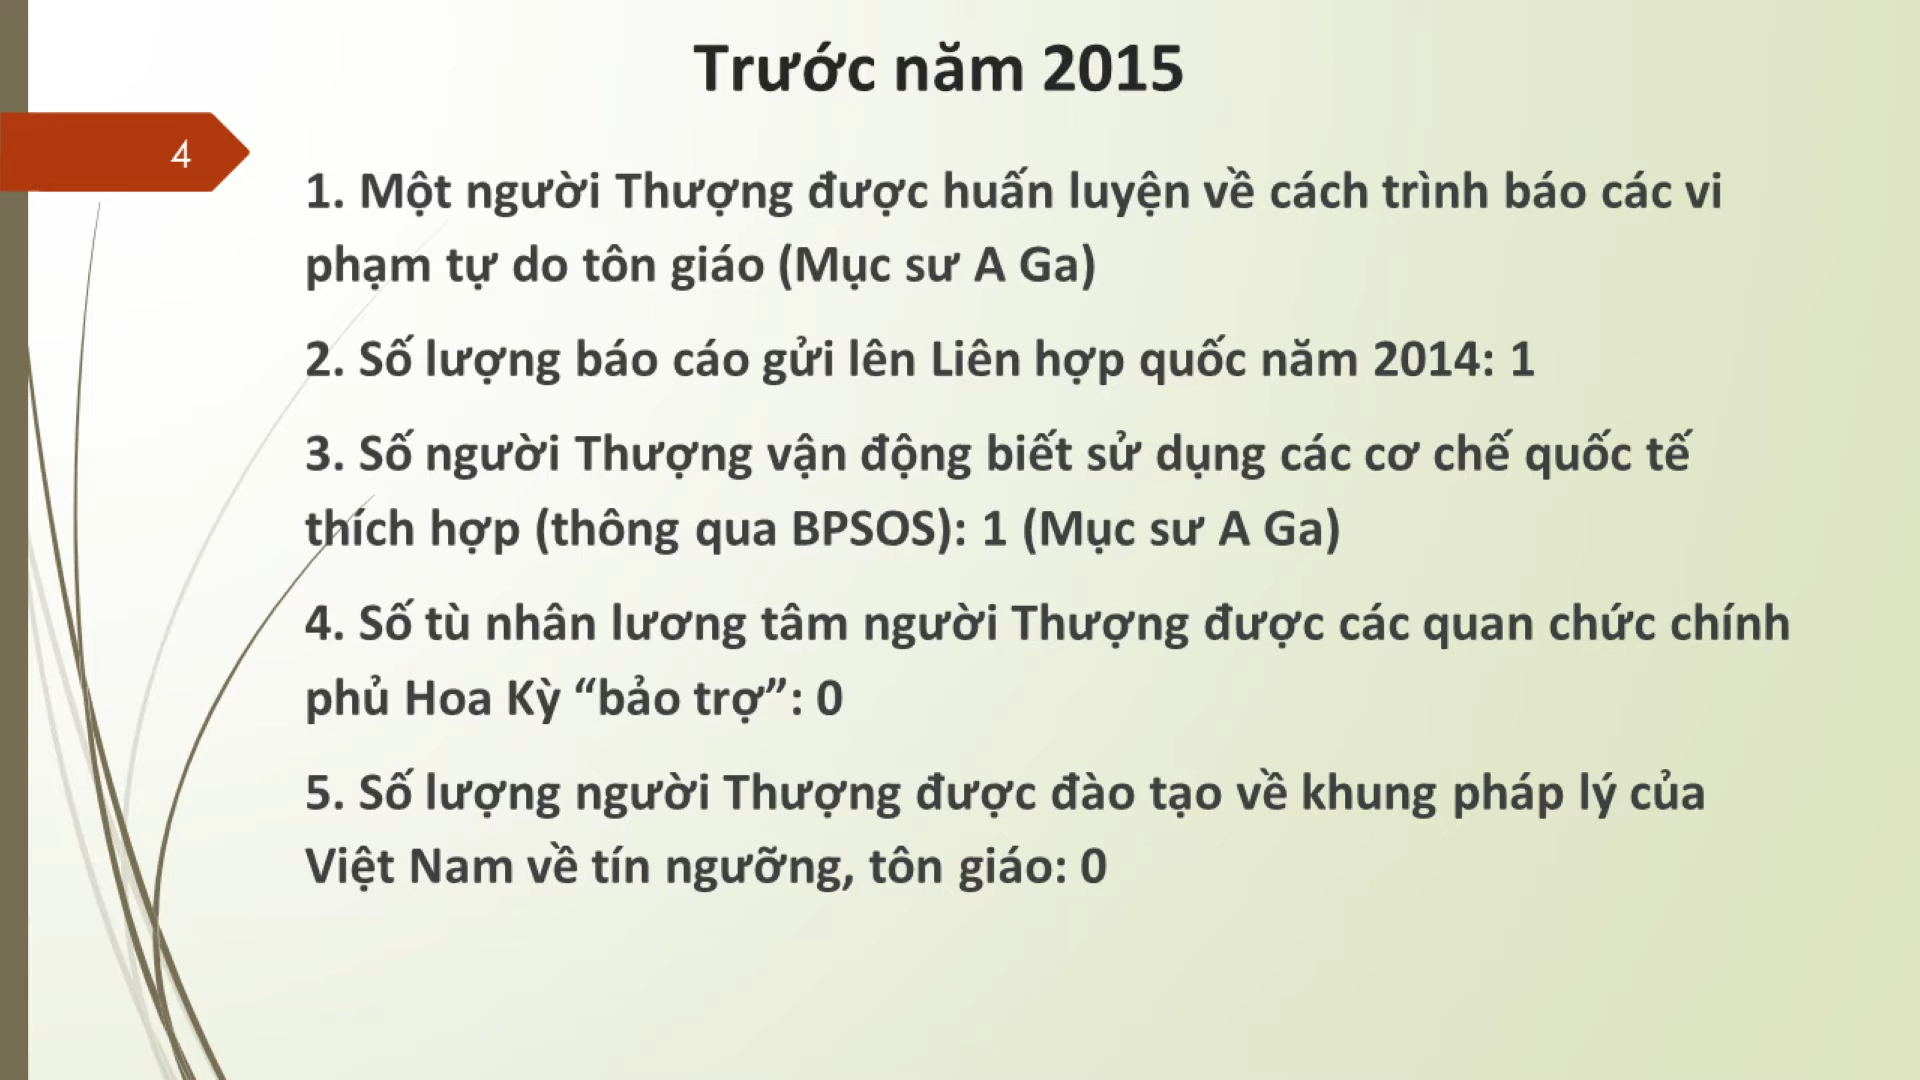 Trước năm 2015
4
1. Một người Thượng được huấn luyện về cách trình báo các vi
phạm tự do tôn giáo (Mục sư A Ga)
2. Số lượng báo cáo gửi lên Liên hợp quốc năm 2014: 1
3. Số người Thượng vận động biết sử dụng các cơ chế quốc tế
thích hợp (thông qua BPSOS): 1 (Mục sư A Ga)
4. Số tù nhân lương tâm người Thượng được các quan chức chính
phủ Hoa Kỳ “bảo trợ”: 0
5. Số lượng người Thượng được đào tạo về khung pháp lý của
Việt Nam về tín ngưỡng, tôn giáo: 0